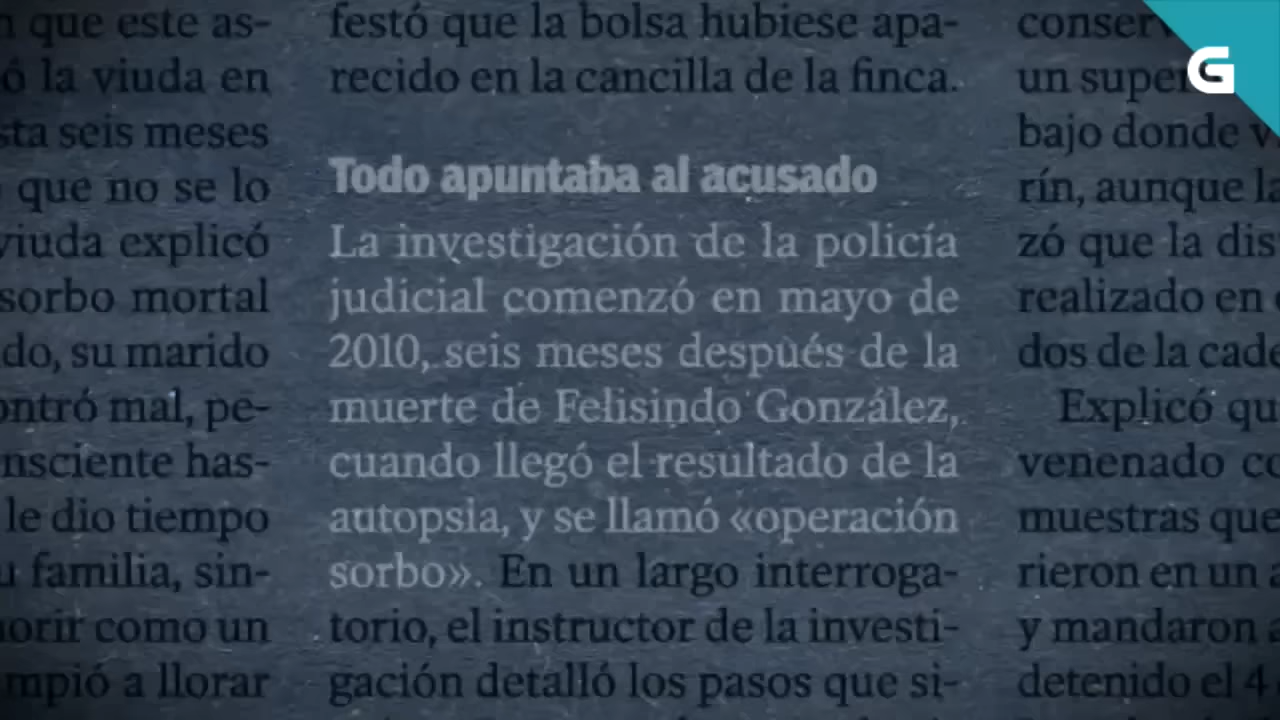 que este as-
ó la viuda en
sta seis meses
que no se lo
viuda explicó
sorbo mortal
do, su marido
ontró mal, pe-
nsciente has-
le dio tiempo
familia, sin-
orir como un
mpió a llorar
festó que la bolsa hubiese apa-
recido en la cancilla de la finca.
Todo apuntaba al acusado
La investigación de la policía
judicial comenzó en mayo de
2010, seis meses después de la
muerte de Felisindo González,
cuando llegó el resultado de la
autopsia, y se llamó «operación
sorbo». En un largo interroga-
torio, el instructor de la investi-
gación detalló los pasos que si-
conserv
un super
bajo donde v
rín, aunque la
zó que la dis
realizado en
dos de la cade
Explicó qu
venenado co
muestras que
rieron en un a
y mandaron a
detenido el 4
G